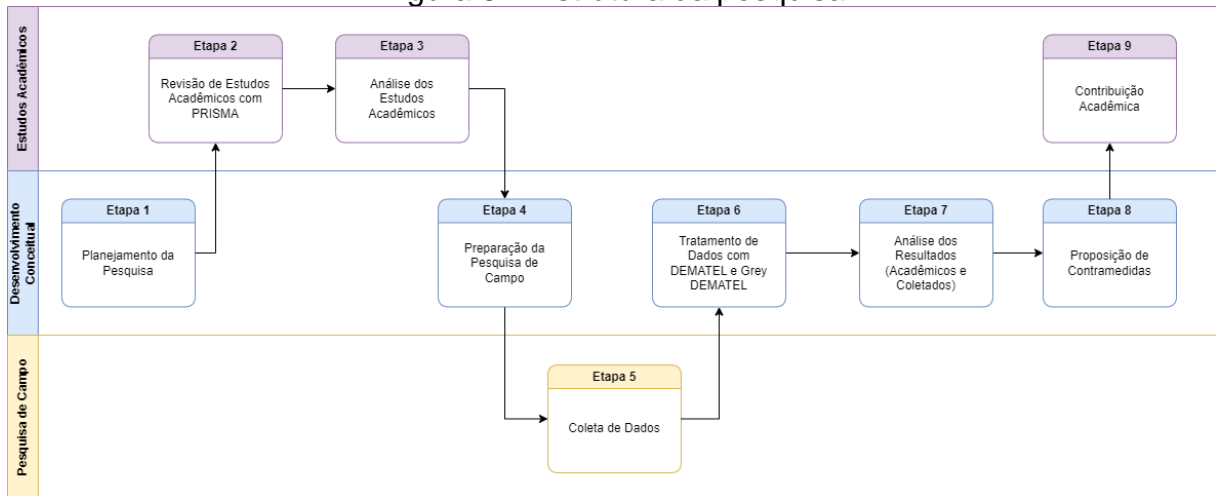 Estrutura da pesquisa
Estudos Acadêmicos
Etapa 2
Revisão de Estudos
Acadêmicos com
PRISMA
Etapa 3
Análise dos
Estudos
Acadêmicos
Etapa 9
Contribuição
Acadêmica
Desenvolvimento
Conceitual
Etapa 1
Planejamento da
Pesquisa
Etapa 4
Preparação da
Pesquisa de
Campo
Etapa 6
Tratamento de
Dados com
DEMATEL e Grey
DEMATEL
Etapa 7
Análise dos
Resultados
(Acadêmicos e
Coletados)
Etapa 8
Proposição de
Contramedidas
Pesquisa de Campo
Etapa 5
Coleta de Dados